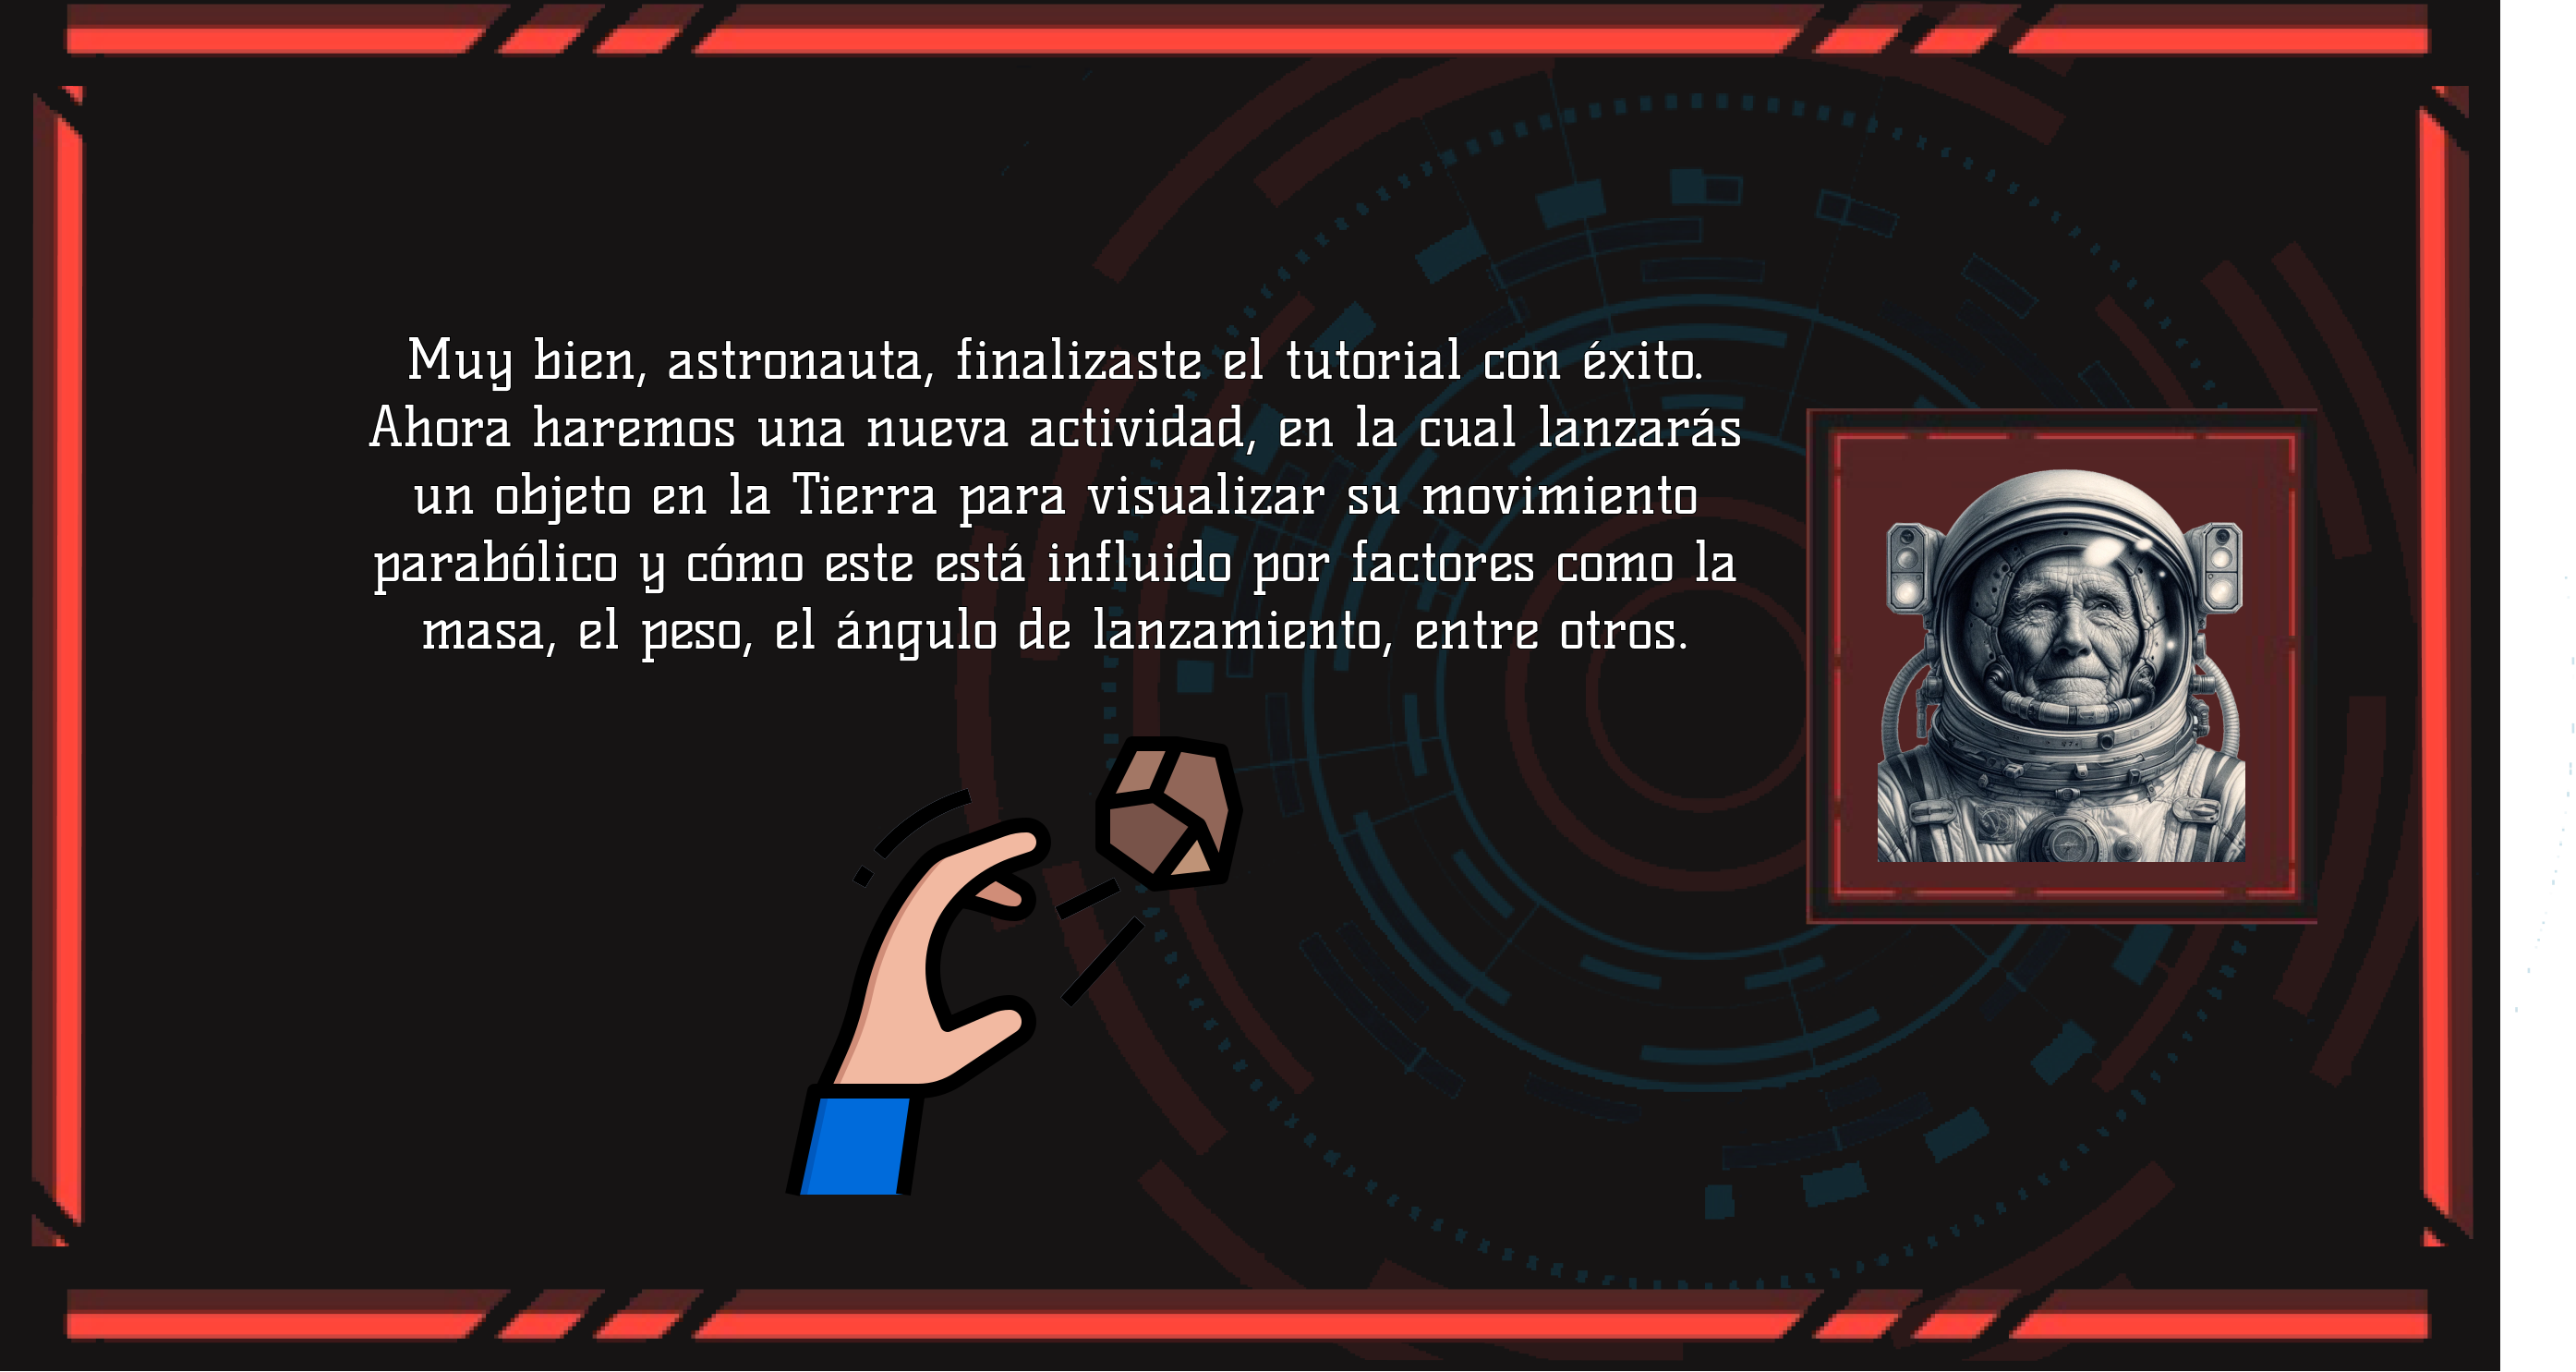 Muy bien, astronauta, finalizaste el tutorial con éxito.
Ahora haremos una nueva actividad, en la cual lanzarás
un objeto en la Tierra para visualizar su movimiento
parabólico y cómo este está influido por factores como la
masa, el peso, el ángulo de lanzamiento, entre otros.